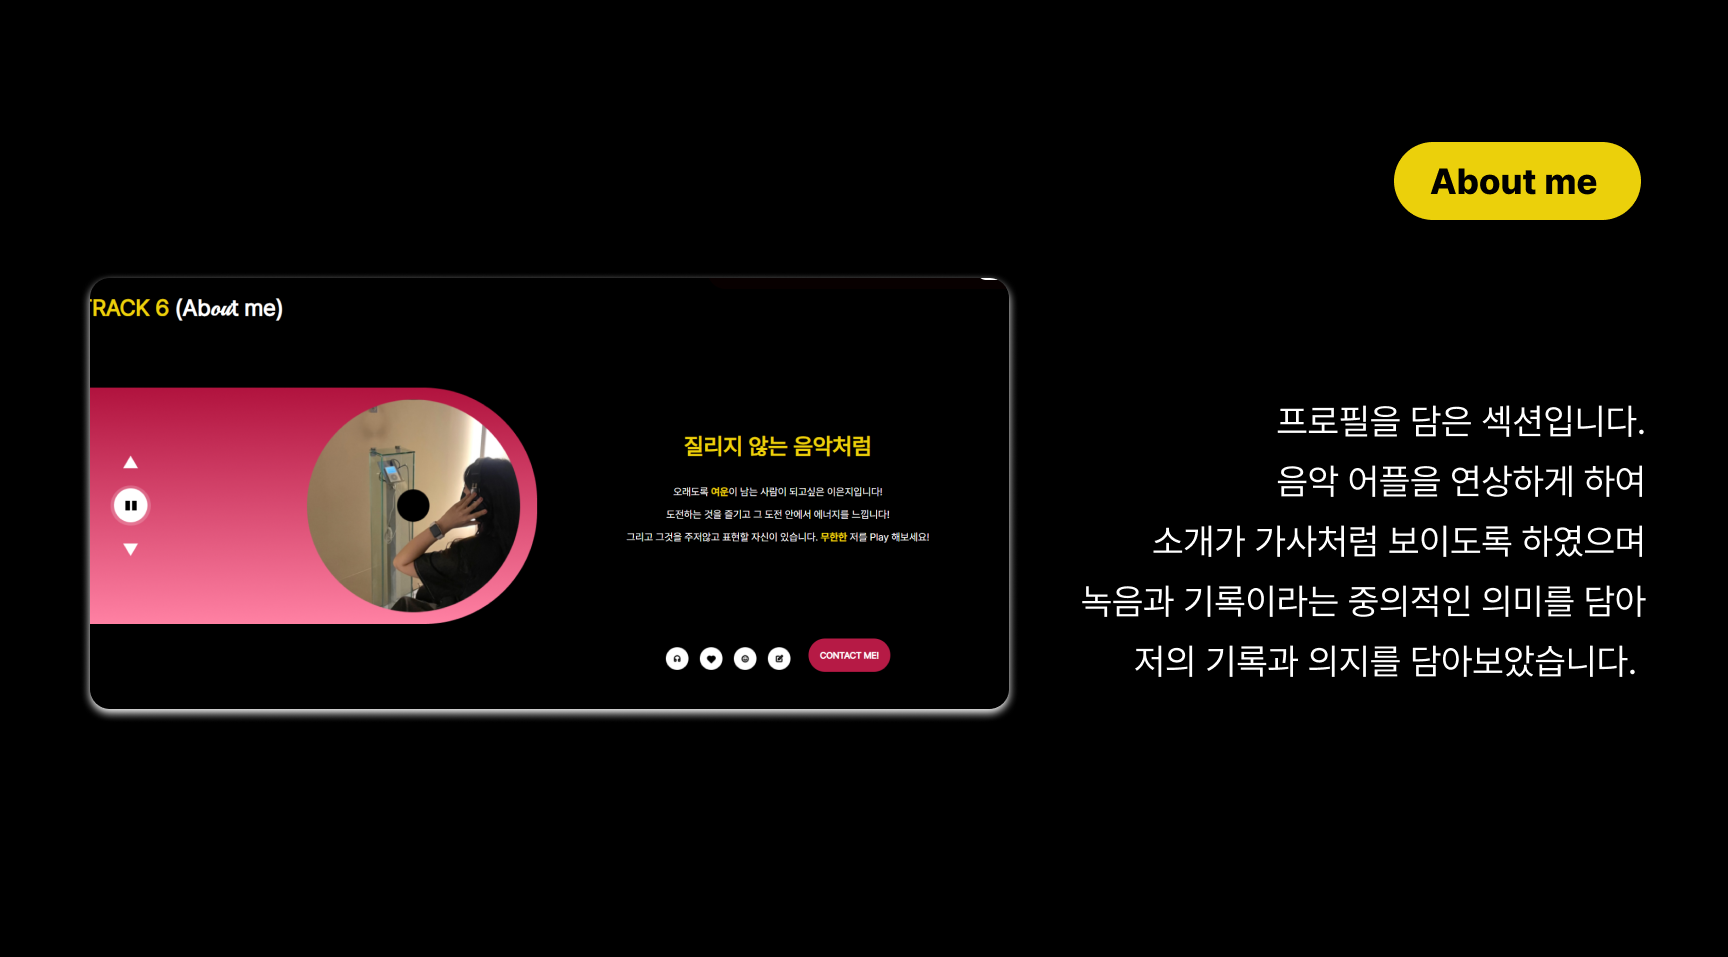 About me
TRACK 6 (About me)
질리지 않는 음악처럼
오래도록 여운이 남는 사람이 되고싶은 이은지입니다!
도전하는 것을 즐기고 그 도전 안에서 에너지를 느낍니다!
그리고 그것을 주저않고 표현할 자신이 있습니다. 무한한 저를 Play 해보세요!
CONTACT ME!
프로필을 담은 섹션입니다.
음악 어플을 연상하게 하여
소개가 가사처럼 보이도록 하였으며
녹음과 기록이라는 중의적인 의미를 담아
저의 기록과 의지를 담아보았습니다.